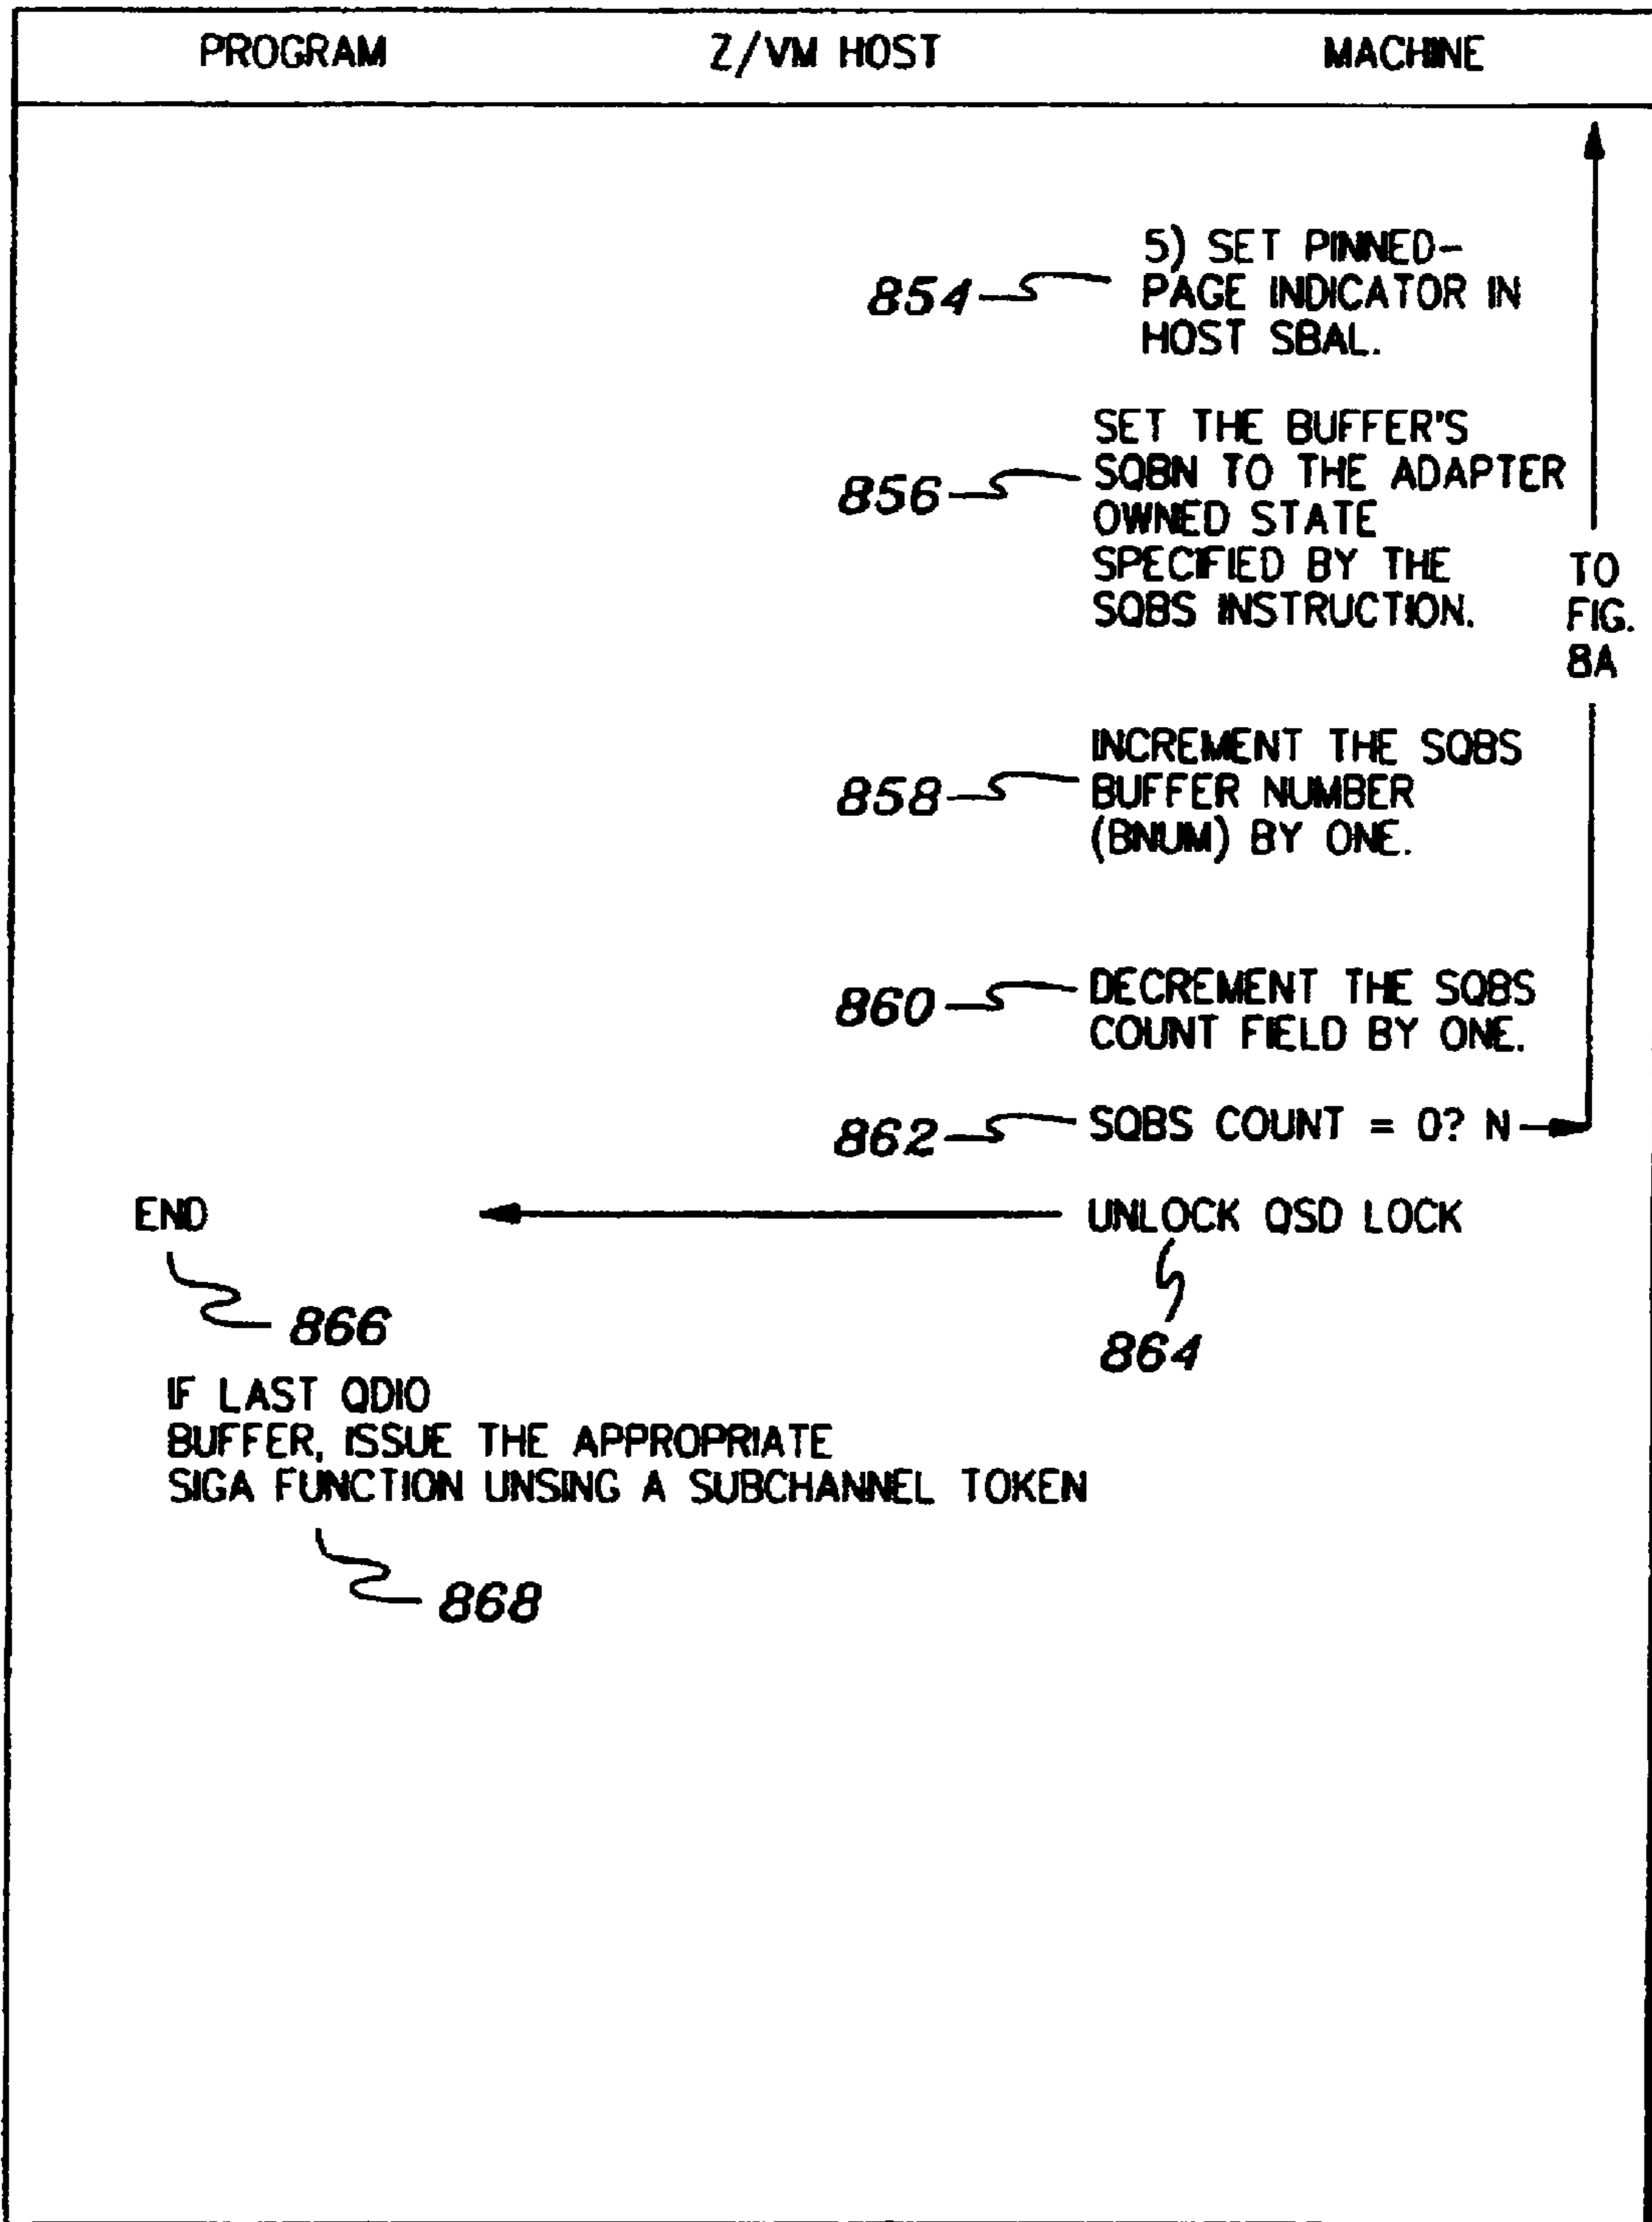 PROGRAM Z/VM HOST MACHINE
5) SET PINNED-
854 PAGE INDICATOR IN
HOST SBAL.
SET THE BUFFER'S
856 SQBN TO THE ADAPTER
OWNED STATE
SPECIFIED BY THE
SQBS INSTRUCTION.
TO
FIG.
8A
INCREMENT THE SQBS
858 BUFFER NUMBER
(BNUM) BY ONE.
860 DECREMENT THE SQBS
COUNT FIELD BY ONE.
862 SQBS COUNT = 0? N
END UNLOCK QSD LOCK
866
864
IF LAST QDIO
BUFFER, ISSUE THE APPROPRIATE
SIGA FUNCTION UNSING A SUBCHANNEL TOKEN
868